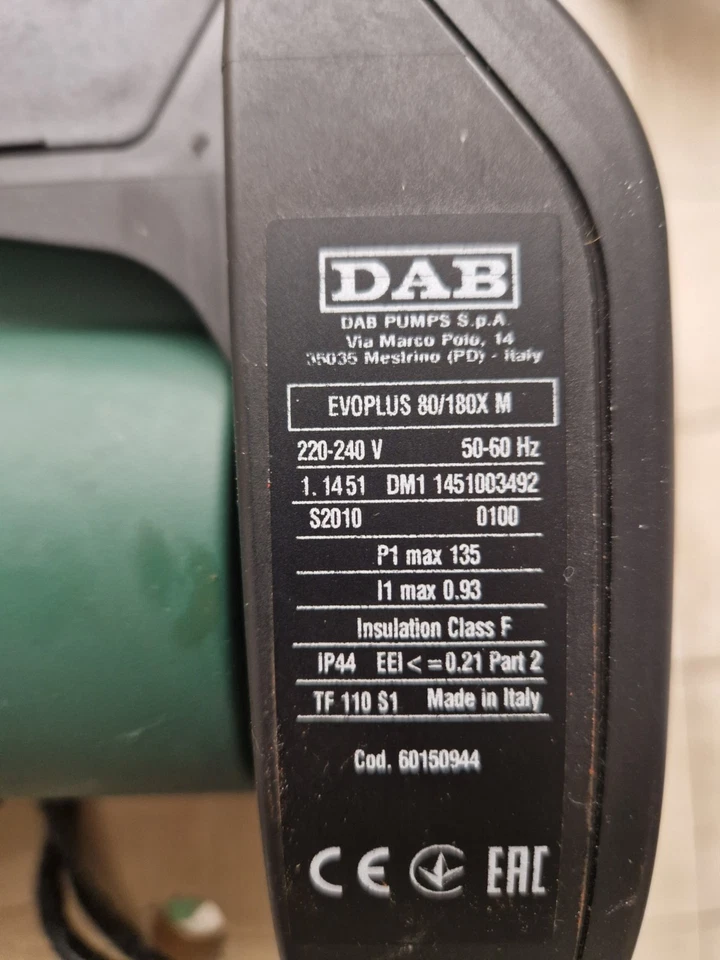 DAB
DAB PUMPS S.p.A.
Via Marco Polo, 14
35035 Mestrino (PD) - Italy
EVOPLUS 80/180X M
220-240 V 50-60 Hz
1. 1451 DM1 1451003492
S2010 0100
P1 max 135
I1 max 0.93
Insulation Class F
IP44 EEI <=0.21 Part 2
TF 110 S1 Made in Italy
Cod. 60150944
CE EAC